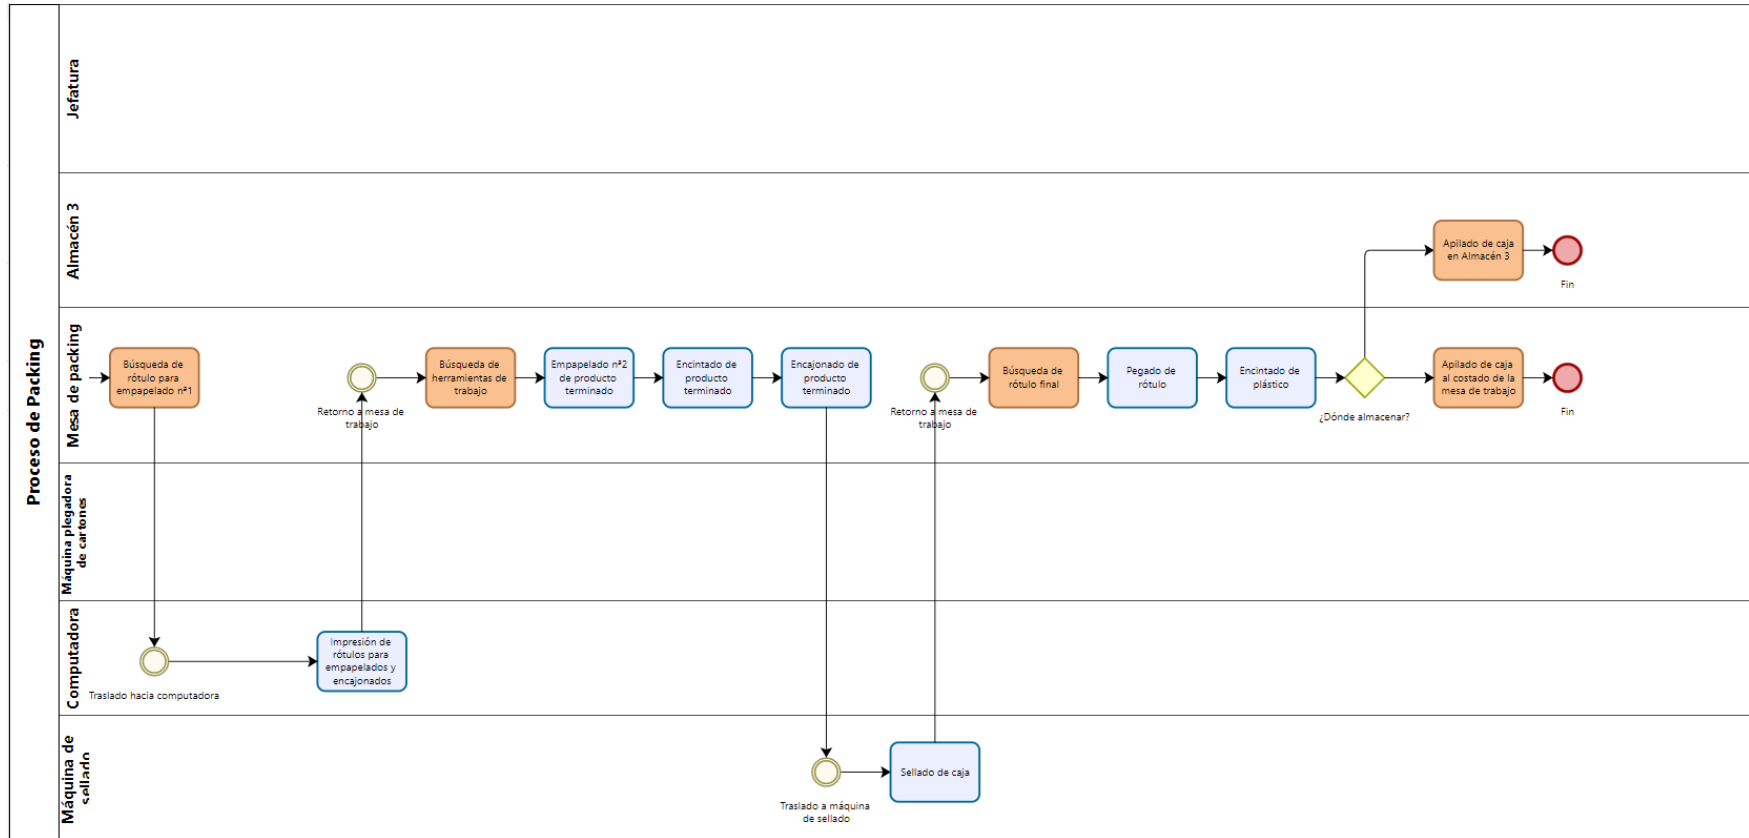 Proceso de Packing
Jefatura
Almacén 3
Apilado de caja
en Almacén 3
Fin
Mesa de packing
Búsqueda de
rótulo para
empapelado nª1
Retorno a mesa de
trabajo
Búsqueda de
herramientas de
trabajo
Empapelado nª2
de producto
terminado
Encintado de
producto
terminado
Encajonado de
producto
terminado
Retorno a mesa de
trabajo
Búsqueda de
rótulo final
Pegado de
rótulo
Encintado de
plástico
¿Dónde almacenar?
Apilado de caja
al costado de la
mesa de trabajo
Fin
Máquina plegadora
de cartones
Computadora
Traslado hacia computadora
Impresión de
rótulos para
empapelados y
encajonados
Máquina de
sellado
Traslado a máquina
de sellado
Sellado de caja